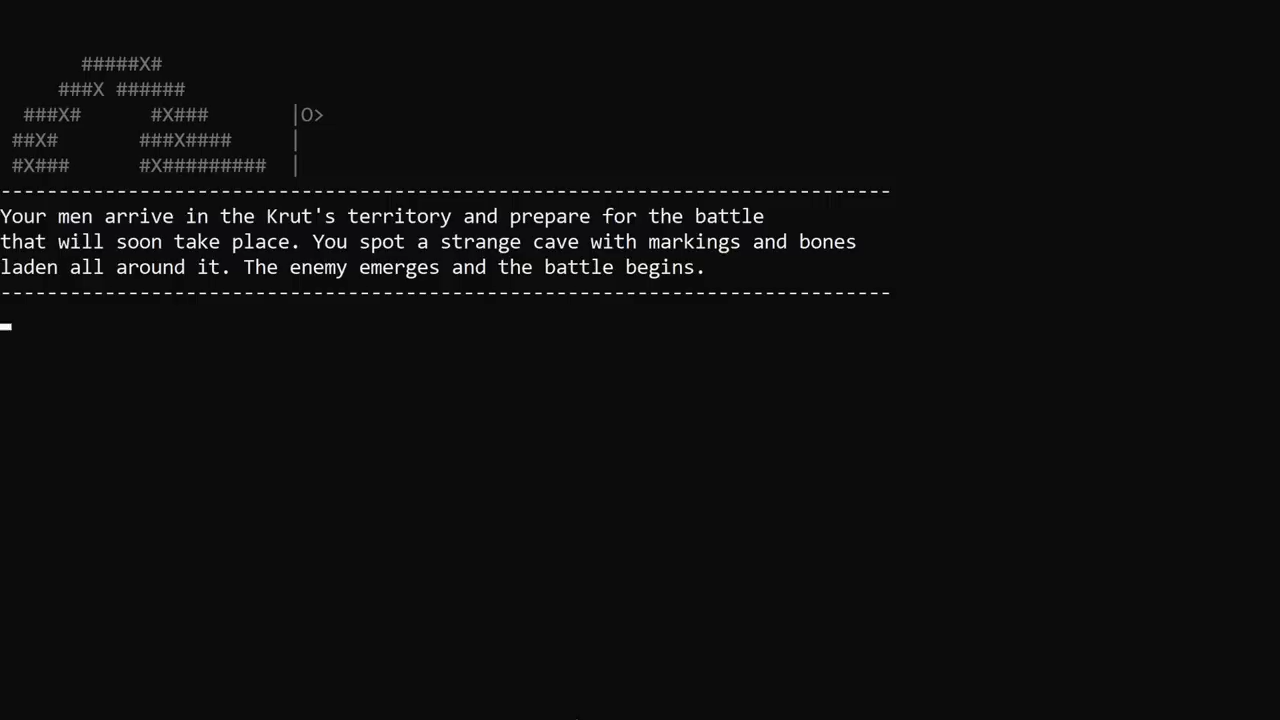 #####X#
     ###X ######
  ###X#      #X###       |O>
 ##X#       ###X####     |
 #X###      #X#########  |
-----------------------------------------------------------------------------
Your men arrive in the Krut's territory and prepare for the battle
that will soon take place. You spot a strange cave with markings and bones
laden all around it. The enemy emerges and the battle begins.
-----------------------------------------------------------------------------